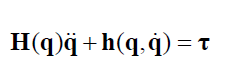 H(q)q̈ + h(q, q̇) = τ